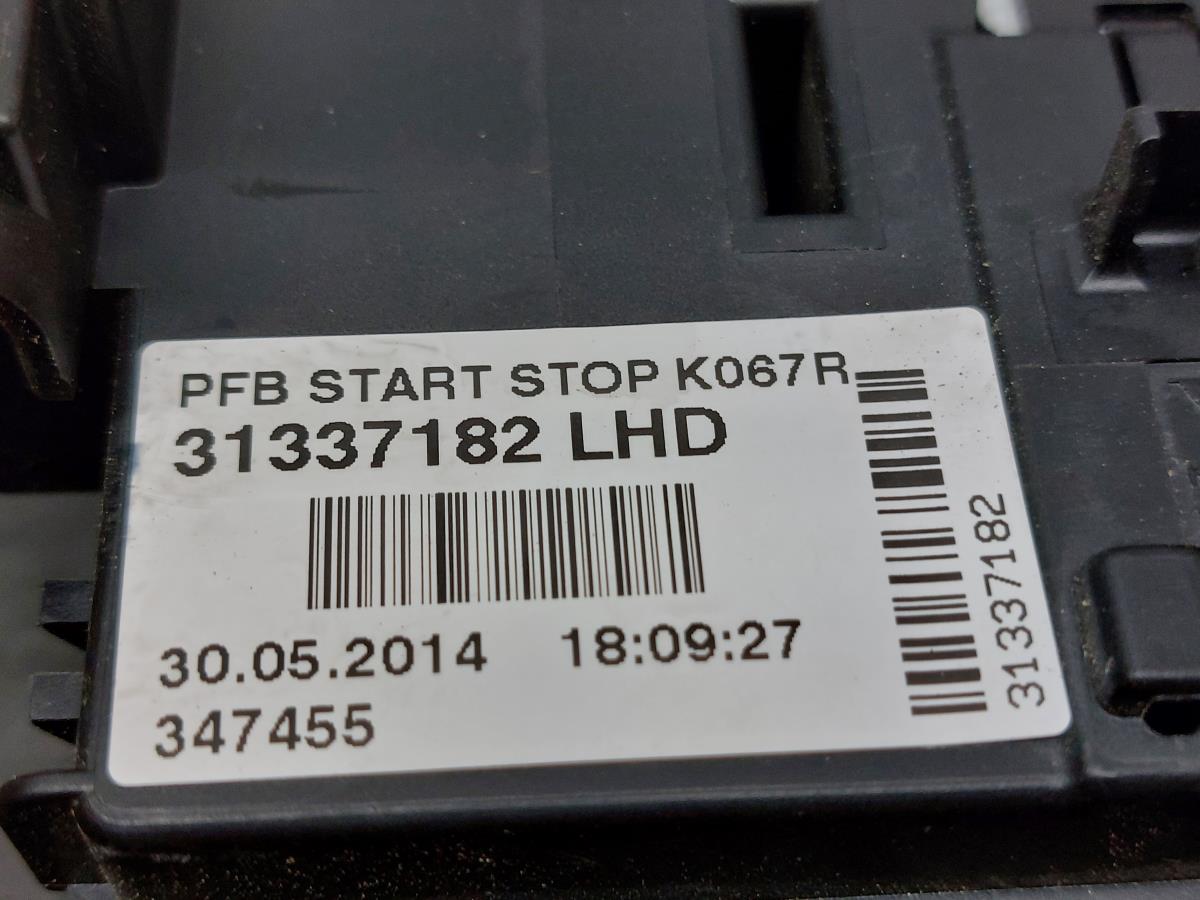 PFB START STOP K067R
31337182 LHD
30.05.2014 18:09:27
347455
31337182